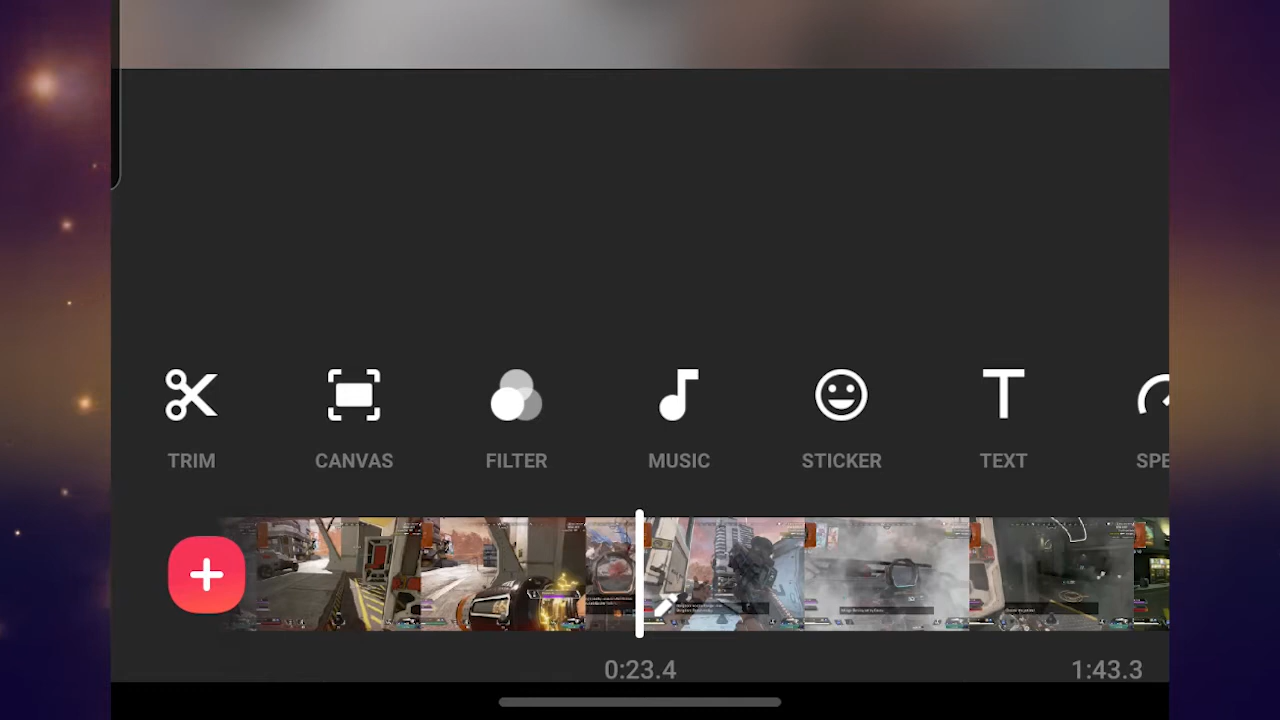 TRIM
CANVAS
FILTER
MUSIC
STICKER
TEXT
SPE
0:23.4
1:43.3